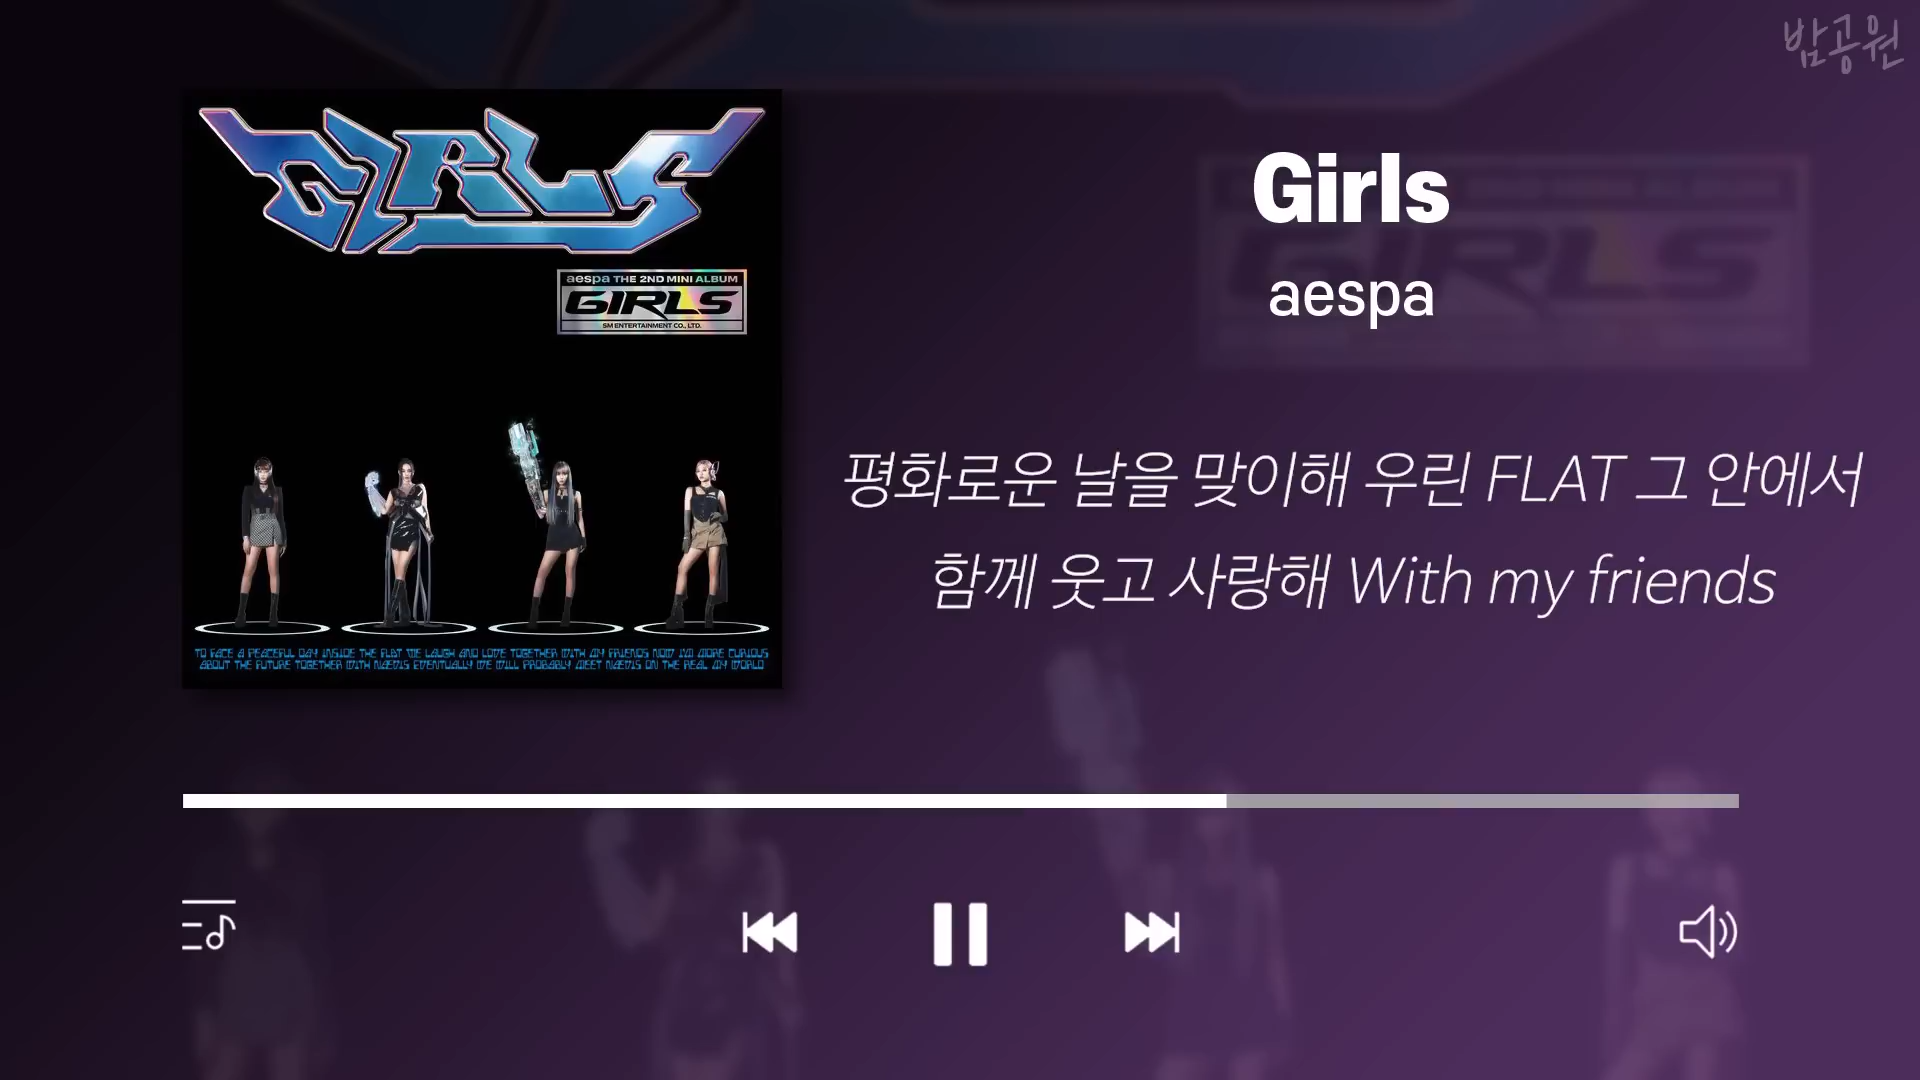 밤공원
GIRLS
aespa THE 2ND MINI ALBUM
GIRLS
SM ENTERTAINMENT CO., LTD.
TO FACE A PEACEFUL DAY INSIDE THE FLAT WE LAUGH AND LOVE TOGETHER WITH MY FRIENDS NOW I'M MORE CURIOUS
ABOUT THE FUTURE TOGETHER WITH NAEVIS EVENTUALLY WE WILL PROBABLY MEET NAEVIS ON THE REAL MY WORLD
Girls
aespa
평화로운 날을 맞이해 우린 FLAT 그 안에서
함께 웃고 사랑해 With my friends